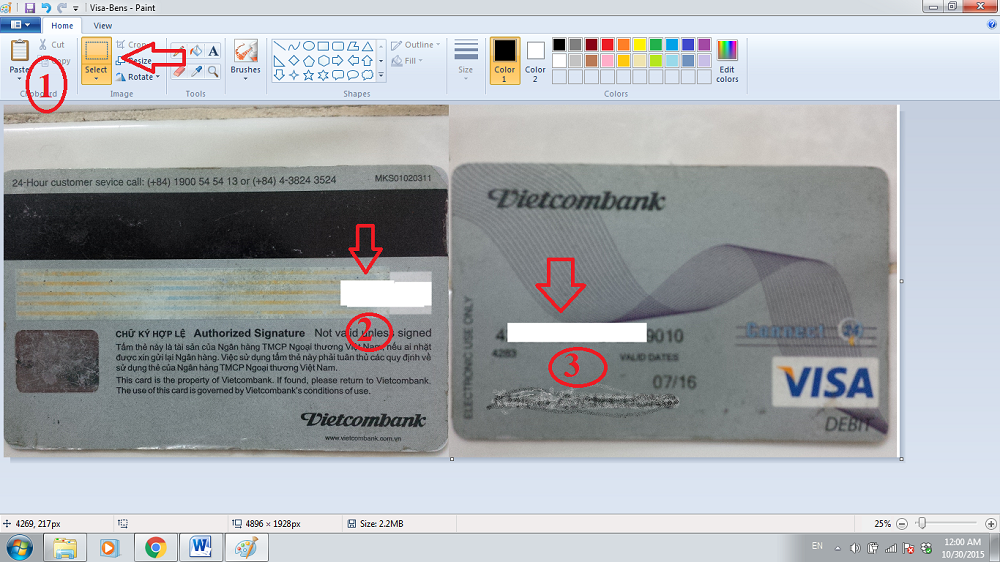 Visa-Bens - Paint
Home View
Paste
Cut
Copy
Clipboard
Select
Crop
Resize
Rotate
Image
A
Tools
Brushes
Outline
Fill
Shapes
Size
Color 1
Color 2
Edit colors
Colors
1
24-Hour customer sevice call: (+84) 1900 54 54 13 or (+84) 4-3824 3524
MKS01020311
2
CHỮ KÝ HỢP LỆ Authorized Signature Not valid unless signed
Tấm thẻ này là tài sản của Ngân hàng TMCP Ngoại thương Việt Nam, nếu ai nhặt
được xin gửi lại Ngân hàng. Việc sử dụng tấm thẻ này phải tuân thủ các quy định về
sử dụng thẻ của Ngân hàng TMCP Ngoại thương Việt Nam.
This card is the property of Vietcombank. If found, please return to Vietcombank.
The use of this card is governed by Vietcombank's conditions of use.
Vietcombank
www.vietcombank.com.vn
Vietcombank
ELECTRONIC USE ONLY
4 9010
4283
3
VALID DATES
07/16
Connect 24
VISA
DEBIT
4269, 217px
4896 × 1928px
Size: 2.2MB
25%
EN
12:00 AM
10/30/2015